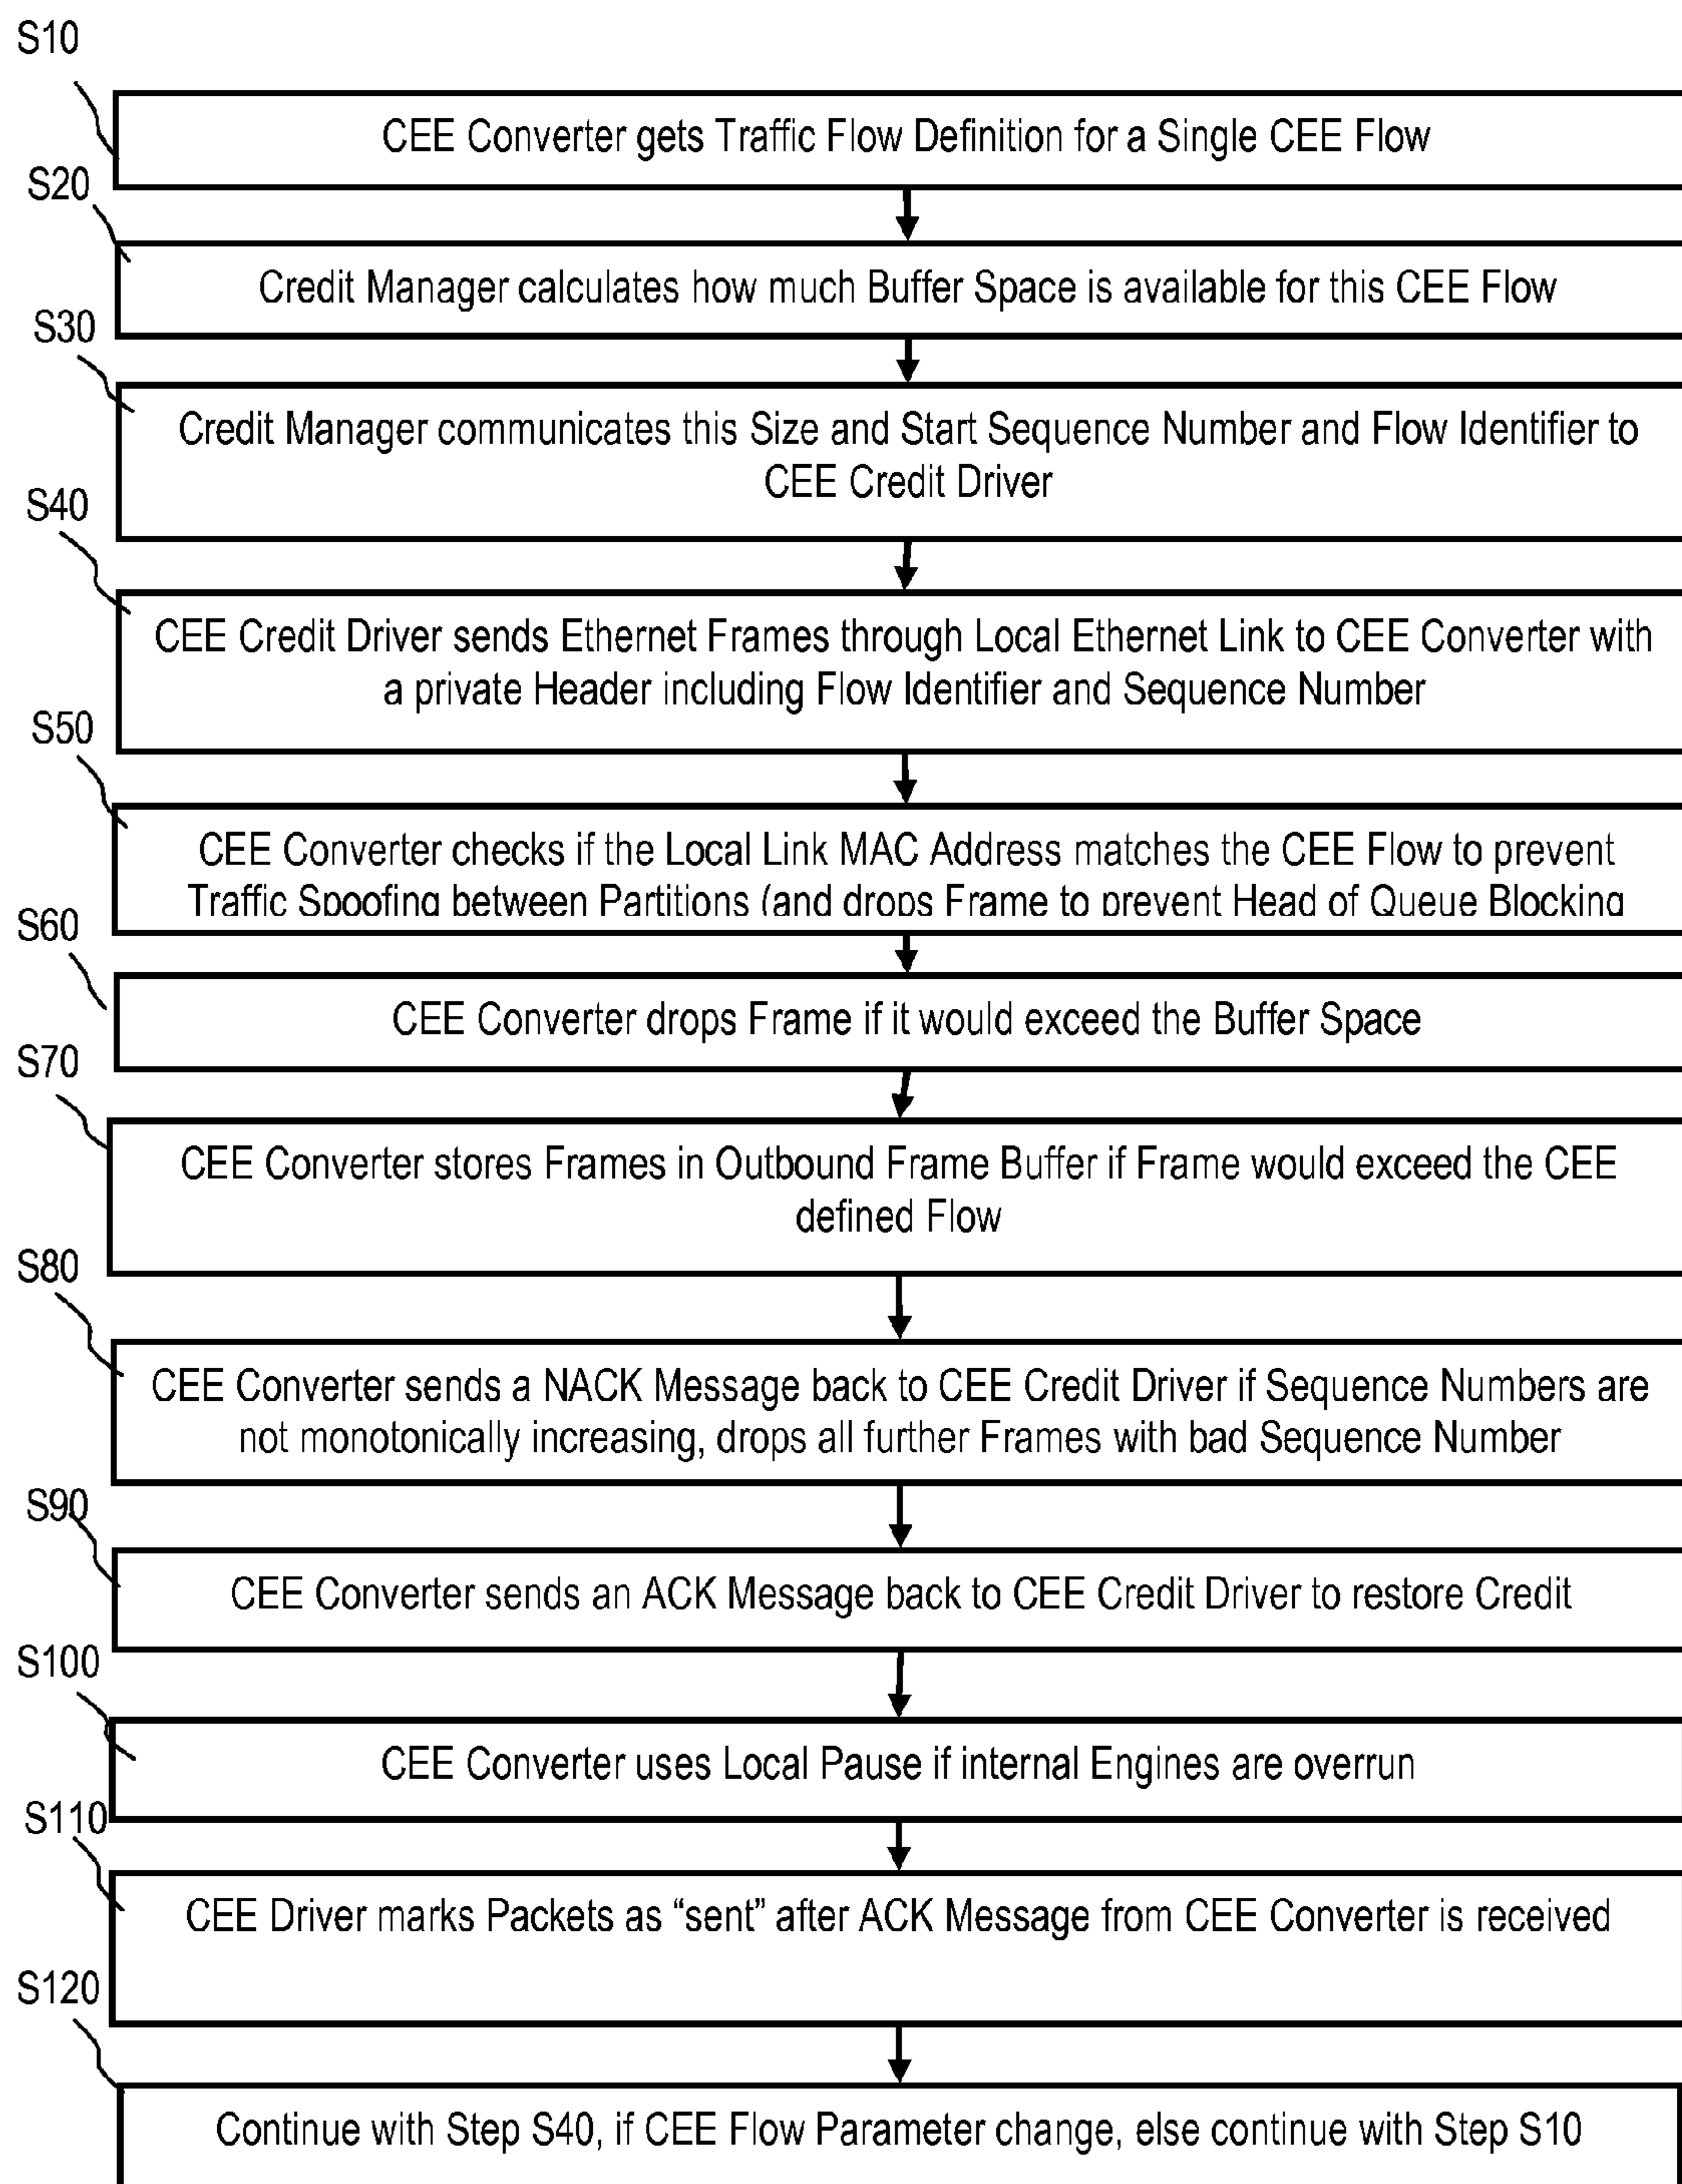 S10
CEE Converter gets Traffic Flow Definition for a Single CEE Flow
S20
Credit Manager calculates how much Buffer Space is available for this CEE Flow
S30
Credit Manager communicates this Size and Start Sequence Number and Flow Identifier to
CEE Credit Driver
S40
CEE Credit Driver sends Ethernet Frames through Local Ethernet Link to CEE Converter with
a private Header including Flow Identifier and Sequence Number
S50
CEE Converter checks if the Local Link MAC Address matches the CEE Flow to prevent
Traffic Spoofing between Partitions (and drops Frame to prevent Head of Queue Blocking
S60
CEE Converter drops Frame if it would exceed the Buffer Space
S70
CEE Converter stores Frames in Outbound Frame Buffer if Frame would exceed the CEE
defined Flow
S80
CEE Converter sends a NACK Message back to CEE Credit Driver if Sequence Numbers are
not monotonically increasing, drops all further Frames with bad Sequence Number
S90
CEE Converter sends an ACK Message back to CEE Credit Driver to restore Credit
S100
CEE Converter uses Local Pause if internal Engines are overrun
S110
CEE Driver marks Packets as “sent” after ACK Message from CEE Converter is received
S120
Continue with Step S40, if CEE Flow Parameter change, else continue with Step S10